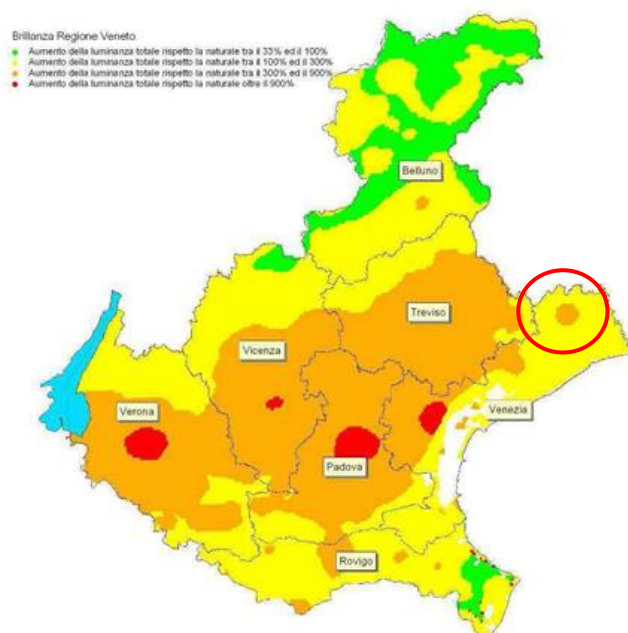 Brillanza Regione Veneto
Aumento della luminanza totale rispetto la naturale tra il 33% ed il 100%
Aumento della luminanza totale rispetto la naturale tra il 100% ed il 300%
Aumento della luminanza totale rispetto la naturale tra il 300% ed il 900%
Aumento della luminanza totale rispetto la naturale oltre il 900%
Belluno
Treviso
Vicenza
Verona
Venezia
Padova
Rovigo